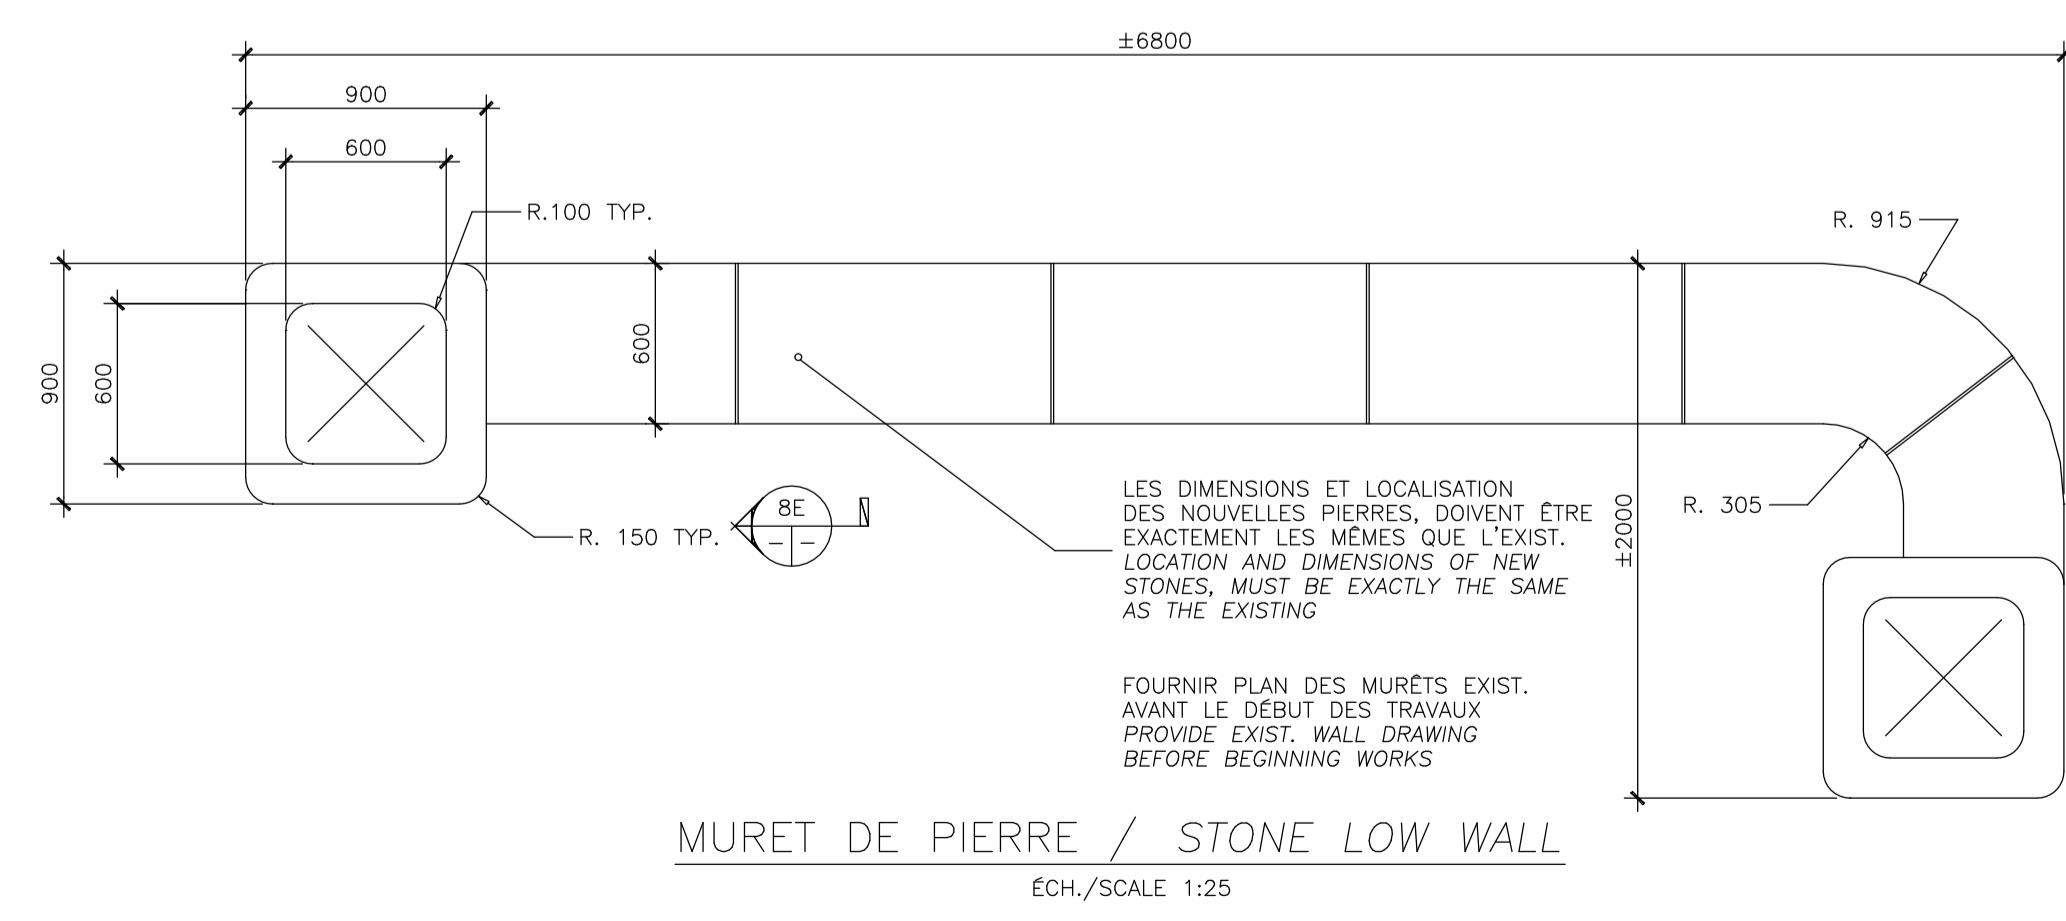 ±6800
900
600
R.100 TYP.
R. 915
900
600
600
±2000
R. 305
R. 150 TYP.
8E
– –
LES DIMENSIONS ET LOCALISATION
DES NOUVELLES PIERRES, DOIVENT ÊTRE
EXACTEMENT LES MÊMES QUE L'EXIST.
LOCATION AND DIMENSIONS OF NEW
STONES, MUST BE EXACTLY THE SAME
AS THE EXISTING
FOURNIR PLAN DES MURÊTS EXIST.
AVANT LE DÉBUT DES TRAVAUX
PROVIDE EXIST. WALL DRAWING
BEFORE BEGINNING WORKS
MURET DE PIERRE / STONE LOW WALL
ÉCH./SCALE 1:25